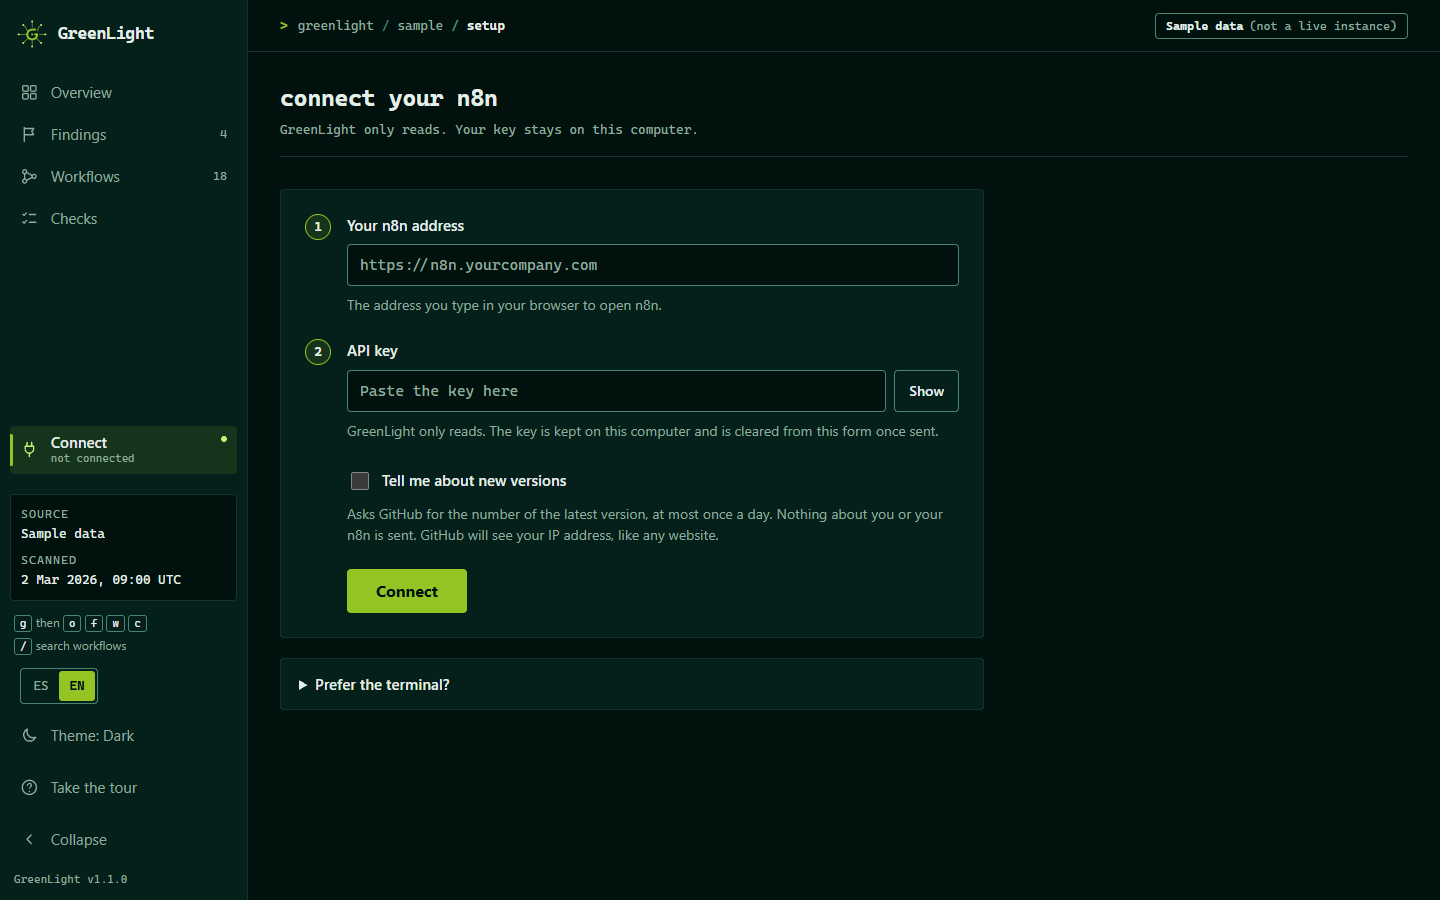 GreenLight
Overview
Findings 4
Workflows 18
Checks
Connect
not connected
SOURCE
Sample data
SCANNED
2 Mar 2026, 09:00 UTC
g then o f w c
/ search workflows
ES EN
Theme: Dark
Take the tour
Collapse
GreenLight v1.1.0
> greenlight / sample / setup
Sample data (not a live instance)
connect your n8n
GreenLight only reads. Your key stays on this computer.
1 Your n8n address
https://n8n.yourcompany.com
The address you type in your browser to open n8n.
2 API key
Paste the key here Show
GreenLight only reads. The key is kept on this computer and is cleared from this form once sent.
Tell me about new versions
Asks GitHub for the number of the latest version, at most once a day. Nothing about you or your
n8n is sent. GitHub will see your IP address, like any website.
Connect
Prefer the terminal?